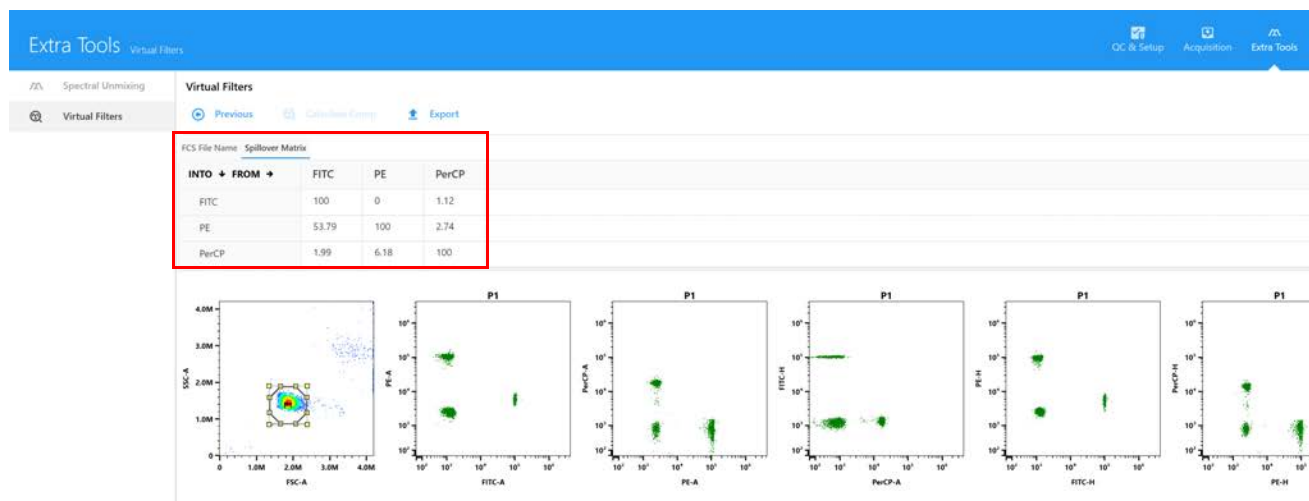 Extra Tools Virtual Filters
QC & Setup Acquisition Extra Tools
Spectral Unmixing
Virtual Filters
Virtual Filters
Previous Calculate Comp Export
FCS File Name Spillover Matrix
INTO ↓ FROM → FITC PE PerCP
FITC 100 0 1.12
PE 53.79 100 2.74
PerCP 1.99 6.18 100
P1 P1 P1 P1 P1
4.0M
3.0M
2.0M
1.0M
0
SSC-A
0 1.0M 2.0M 3.0M 4.0M
FSC-A
PE-A
FITC-A
PerCP-A
PE-A
FITC-H
PerCP-A
PE-H
FITC-H
PerCP-H
PE-H